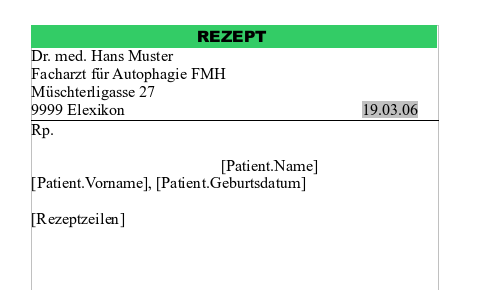 REZEPT
Dr. med. Hans Muster
Facharzt für Autophagie FMH
Müschterligasse 27
9999 Elexikon 19.03.06
Rp.
[Patient.Name]
[Patient.Vorname], [Patient.Geburtsdatum]
[Rezeptzeilen]